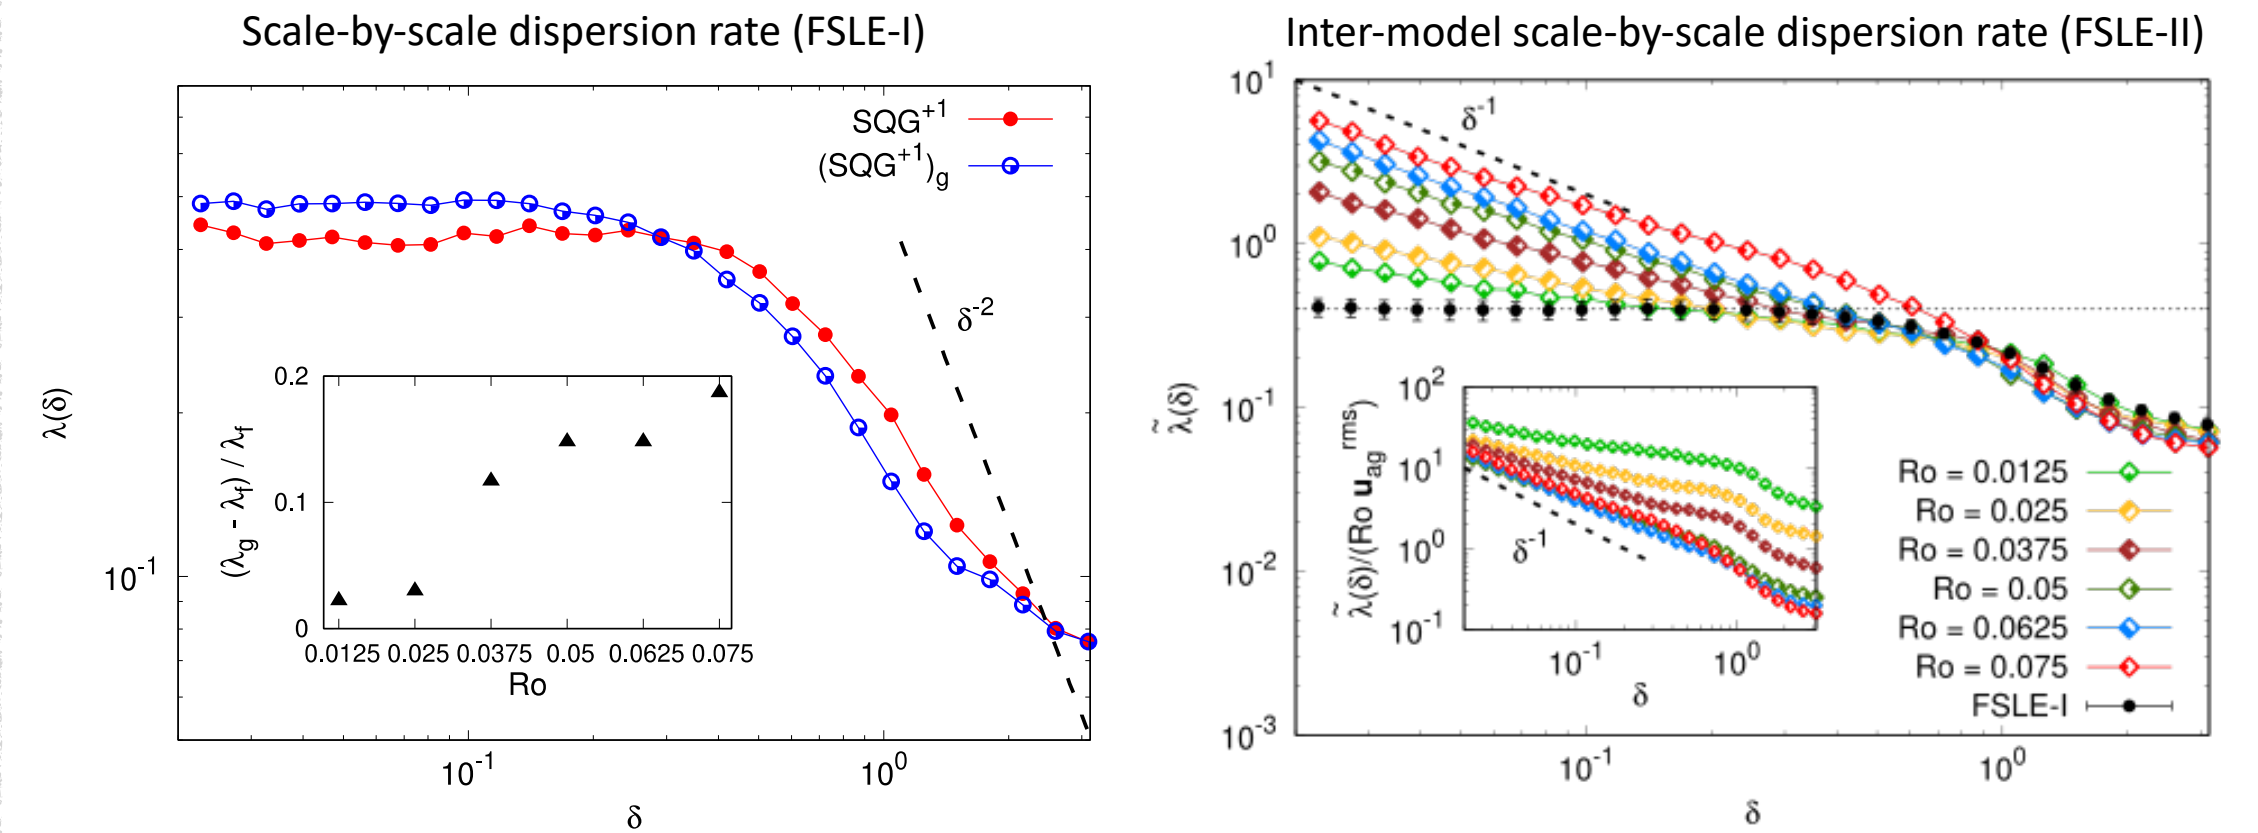 Scale-by-scale dispersion rate (FSLE-I)
SQG+1
(SQG+1)g
δ-2
λ(δ)
10-1
0.2
0.1
0
(λg - λf) / λf
0.0125 0.025 0.0375 0.05 0.0625 0.075
Ro
10-1 100
δ
Inter-model scale-by-scale dispersion rate (FSLE-II)
101
100
10-1
10-2
10-3
λ̃(δ)
δ-1
102
101
100
10-1
λ̃(δ)/(Ro uagrms)
δ-1
10-1 100
δ
Ro = 0.0125
Ro = 0.025
Ro = 0.0375
Ro = 0.05
Ro = 0.0625
Ro = 0.075
FSLE-I
10-1 100
δ